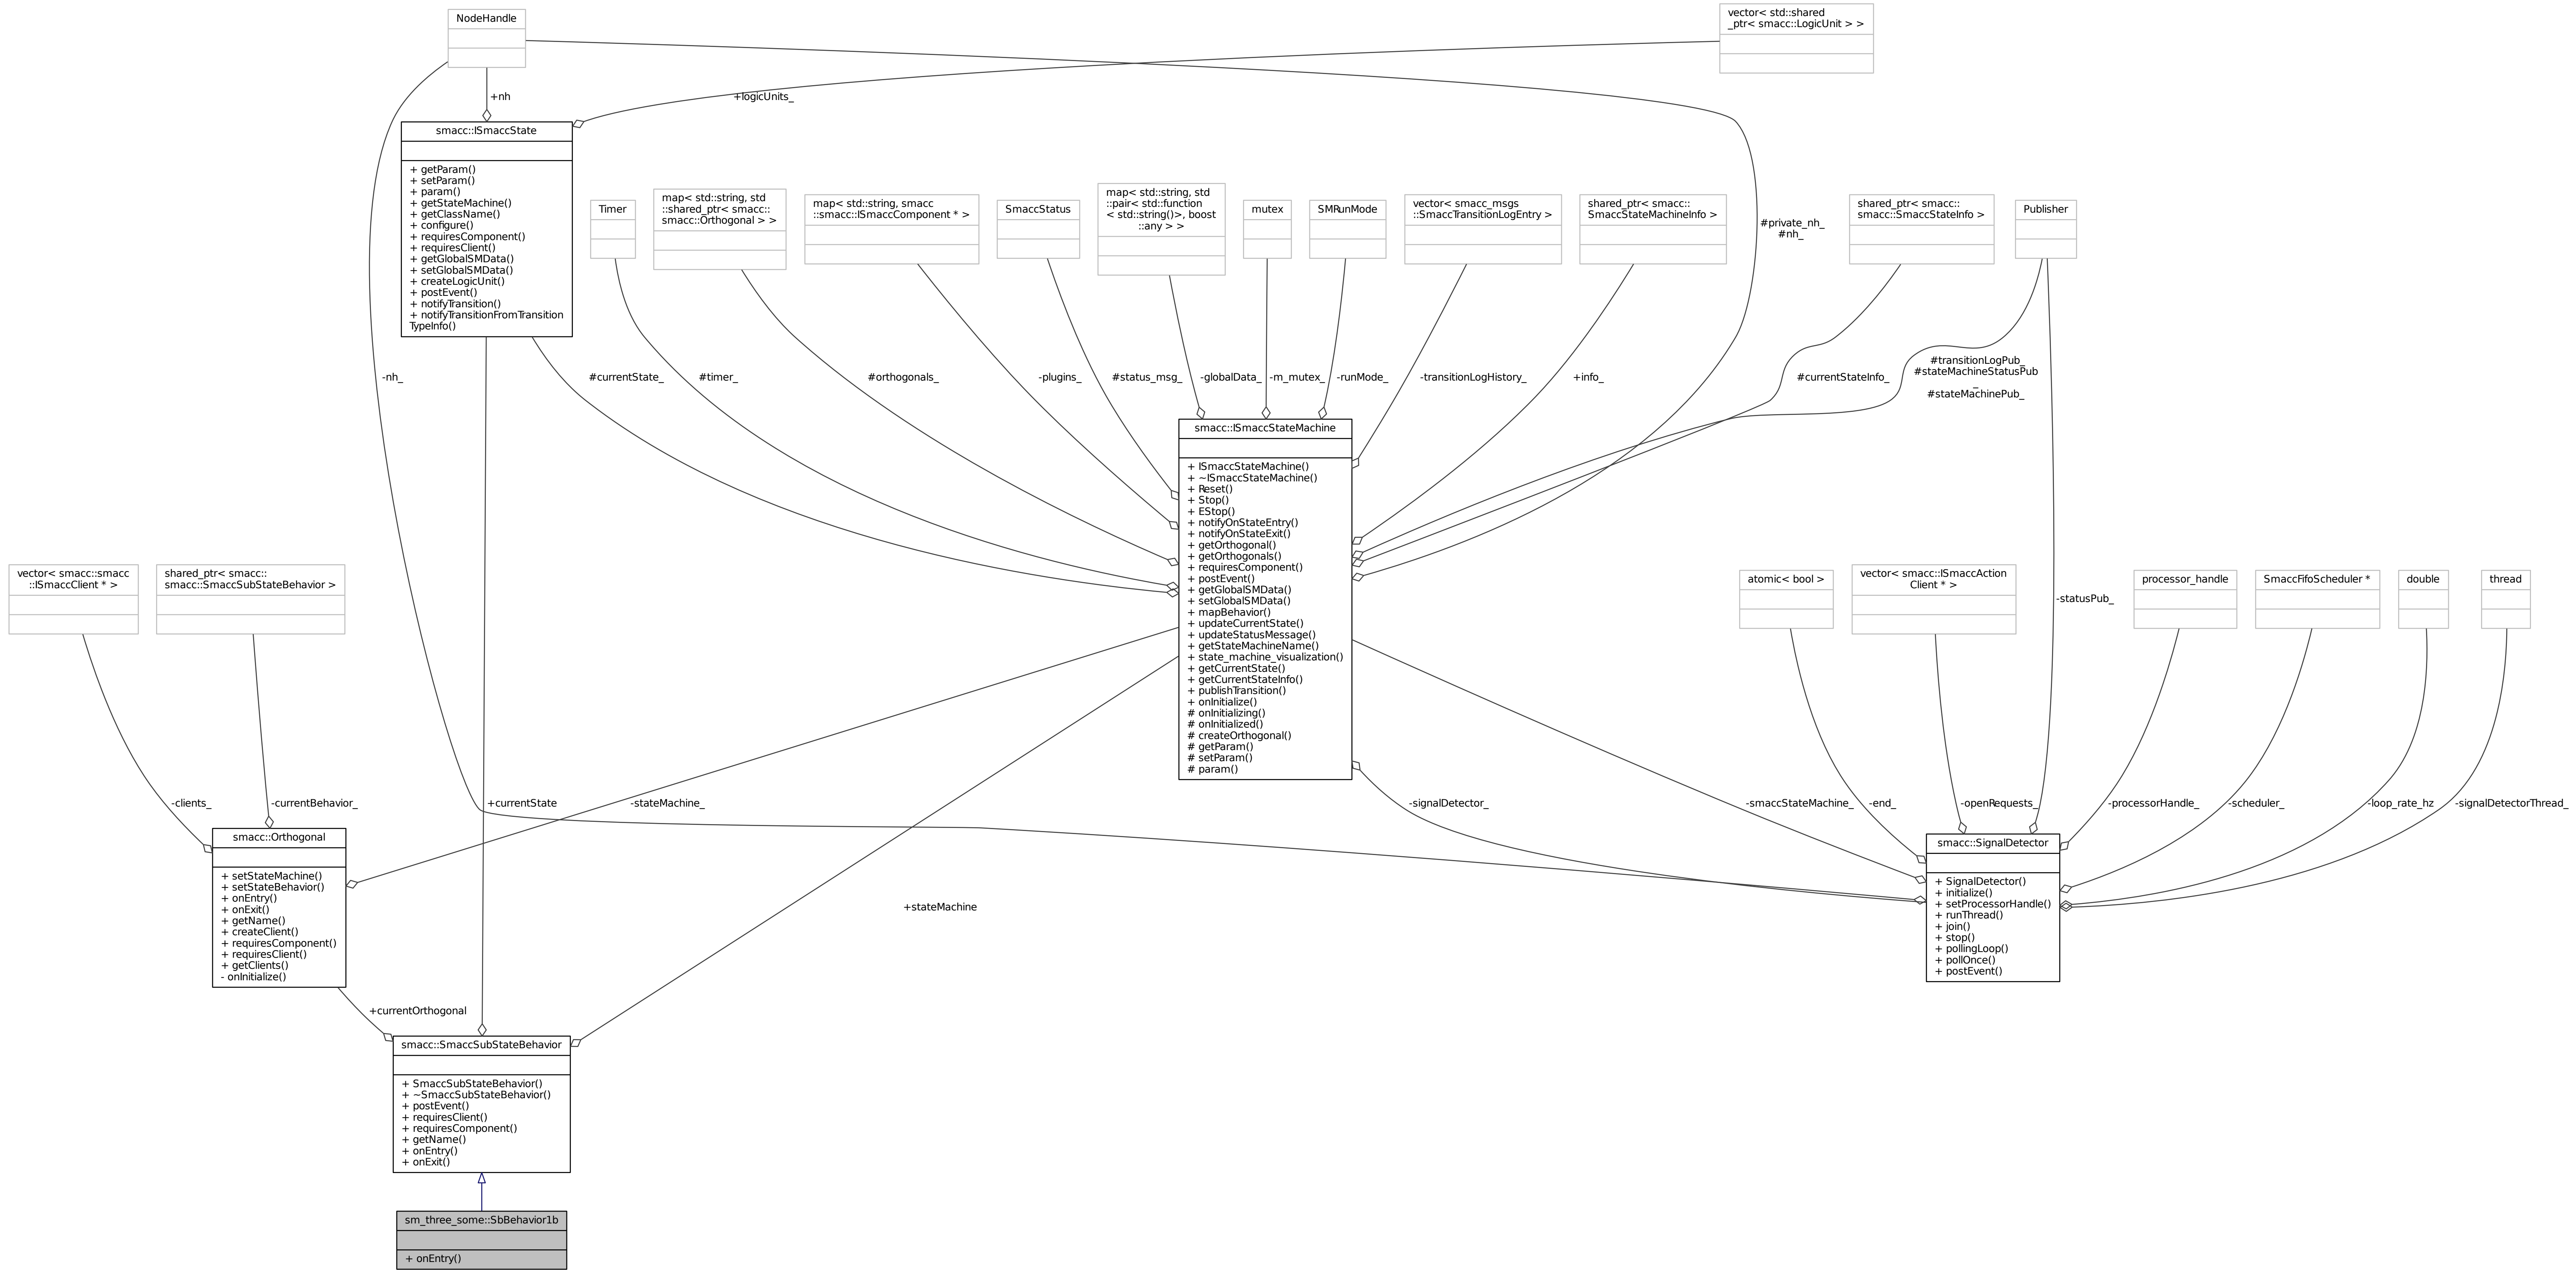 NodeHandle
vector< std::shared
_ptr< smacc::LogicUnit > >
+nh
+logicUnits_
smacc::ISmaccState
+ getParam()
+ setParam()
+ param()
+ getStateMachine()
+ getClassName()
+ configure()
+ requiresComponent()
+ requiresClient()
+ getGlobalSMData()
+ setGlobalSMData()
+ createLogicUnit()
+ postEvent()
+ notifyTransition()
+ notifyTransitionFromTransition
TypeInfo()
Timer
map< std::string, std
::shared_ptr< smacc::
smacc::Orthogonal > >
map< std::string, smacc
::smacc::ISmaccComponent * >
SmaccStatus
map< std::string, std
::pair< std::function
< std::string()>, boost
::any > >
mutex
SMRunMode
vector< smacc_msgs
::SmaccTransitionLogEntry >
shared_ptr< smacc::
SmaccStateMachineInfo >
#private_nh_
#nh_
shared_ptr< smacc::
smacc::SmaccStateInfo >
Publisher
-nh_
#currentState_
#timer_
#orthogonals_
-plugins_
#status_msg_
-globalData_
-m_mutex_
-runMode_
-transitionLogHistory_
+info_
#currentStateInfo_
#transitionLogPub_
#stateMachineStatusPub
_
#stateMachinePub_
smacc::ISmaccStateMachine
+ ISmaccStateMachine()
+ ~ISmaccStateMachine()
+ Reset()
+ Stop()
+ EStop()
+ notifyOnStateEntry()
+ notifyOnStateExit()
+ getOrthogonal()
+ getOrthogonals()
+ requiresComponent()
+ postEvent()
+ getGlobalSMData()
+ setGlobalSMData()
+ mapBehavior()
+ updateCurrentState()
+ updateStatusMessage()
+ getStateMachineName()
+ state_machine_visualization()
+ getCurrentState()
+ getCurrentStateInfo()
+ publishTransition()
+ onInitialize()
# onInitializing()
# onInitialized()
# createOrthogonal()
# getParam()
# setParam()
# param()
vector< smacc::smacc
::ISmaccClient * >
shared_ptr< smacc::
smacc::SmaccSubStateBehavior >
atomic< bool >
vector< smacc::ISmaccAction
Client * >
-statusPub_
processor_handle
SmaccFifoScheduler *
double
thread
-clients_
-currentBehavior_
+currentState
-stateMachine_
-signalDetector_
-smaccStateMachine_
-end_
-openRequests_
-processorHandle_
-scheduler_
-loop_rate_hz
-signalDetectorThread_
smacc::Orthogonal
+ setStateMachine()
+ setStateBehavior()
+ onEntry()
+ onExit()
+ getName()
+ createClient()
+ requiresComponent()
+ requiresClient()
+ getClients()
- onInitialize()
+stateMachine
smacc::SignalDetector
+ SignalDetector()
+ initialize()
+ setProcessorHandle()
+ runThread()
+ join()
+ stop()
+ pollingLoop()
+ pollOnce()
+ postEvent()
+currentOrthogonal
smacc::SmaccSubStateBehavior
+ SmaccSubStateBehavior()
+ ~SmaccSubStateBehavior()
+ postEvent()
+ requiresClient()
+ requiresComponent()
+ getName()
+ onEntry()
+ onExit()
sm_three_some::SbBehavior1b
+ onEntry()